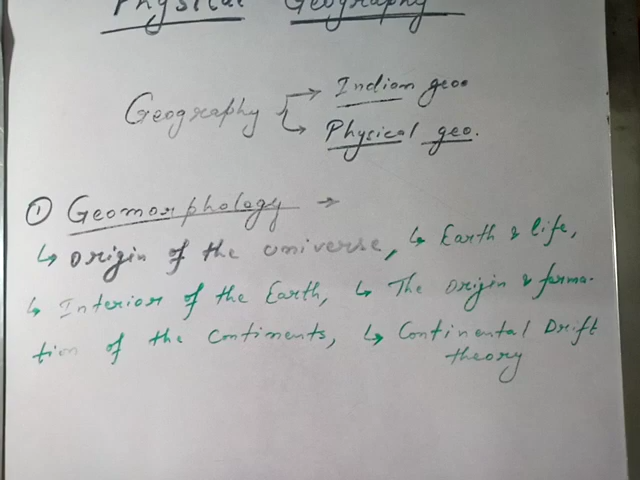 Physical Geography
Geography → Indian geo.
↳ Physical geo.
① Geomorphology →
↳ Origin of the universe, ↳ Earth & life,
↳ Interior of the Earth, ↳ The Origin & forma-
tion of the Continents, ↳ Continental Drift
theory